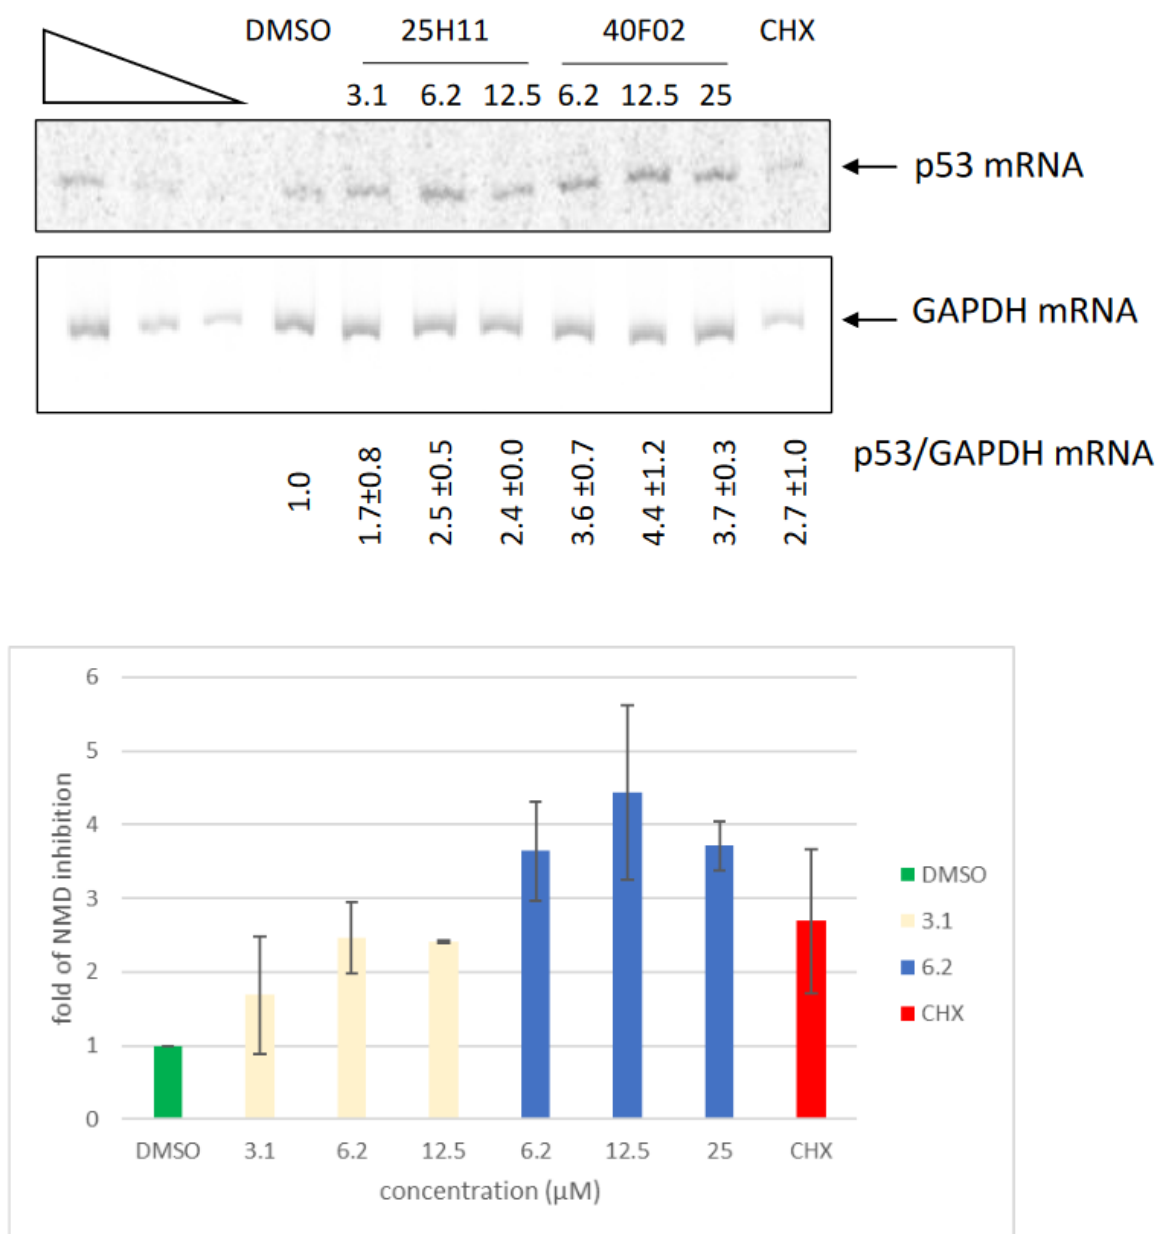 DMSO 25H11 40F02 CHX
3.1 6.2 12.5 6.2 12.5 25
p53 mRNA
GAPDH mRNA
p53/GAPDH mRNA
1.0
1.7±0.8
2.5 ±0.5
2.4 ±0.0
3.6 ±0.7
4.4 ±1.2
3.7 ±0.3
2.7 ±1.0
fold of NMD inhibition
6
5
4
3
2
1
0
DMSO 3.1 6.2 12.5 6.2 12.5 25 CHX
concentration (µM)
DMSO
3.1
6.2
CHX